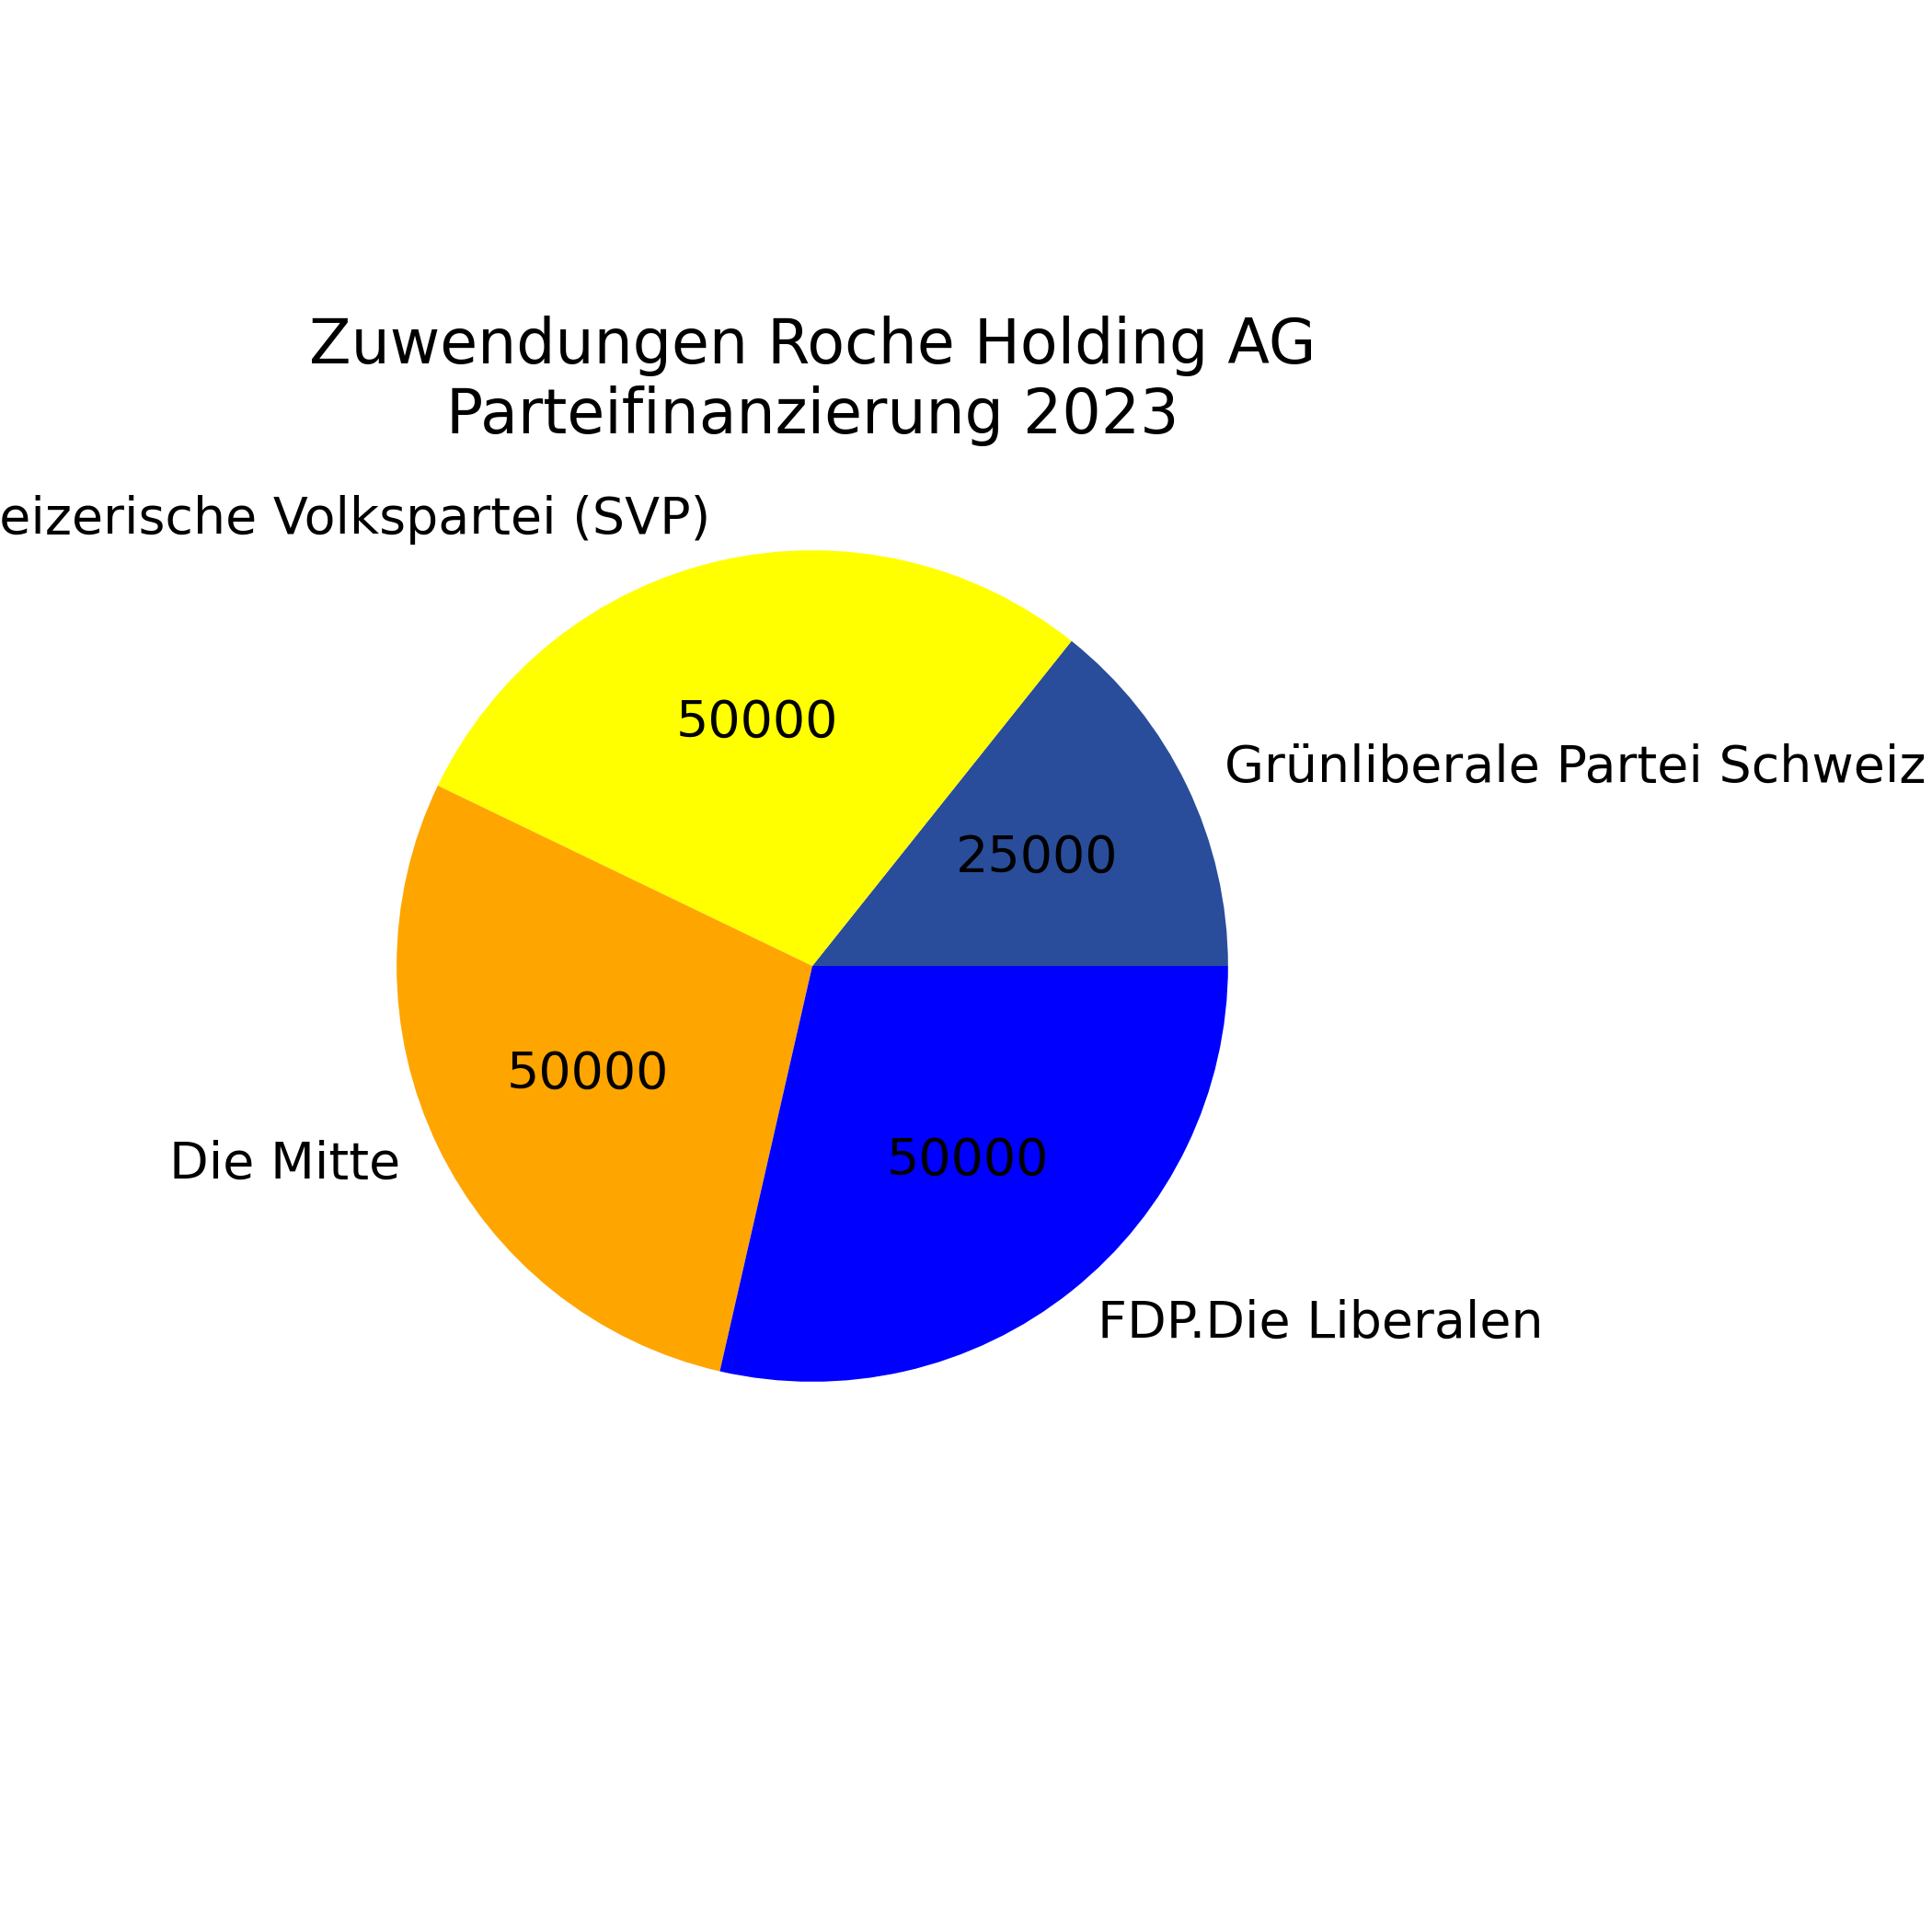 Zuwendungen Roche Holding AG
Parteifinanzierung 2023
eizerische Volkspartei (SVP)
50000
Grünliberale Partei Schweiz
25000
50000
Die Mitte
50000
FDP.Die Liberalen